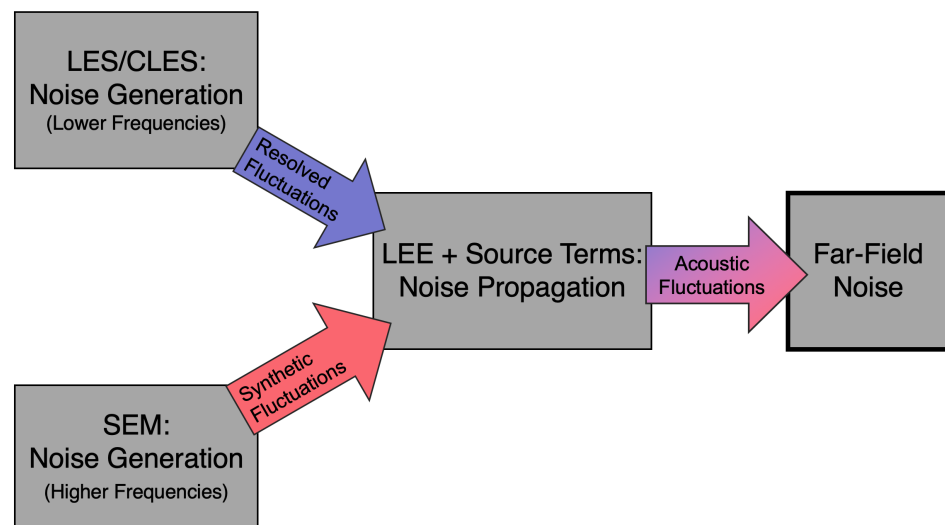 LES/CLES:
Noise Generation
(Lower Frequencies)
Resolved
Fluctuations
LEE + Source Terms:
Noise Propagation
Acoustic
Fluctuations
Far-Field
Noise
Synthetic
Fluctuations
SEM:
Noise Generation
(Higher Frequencies)